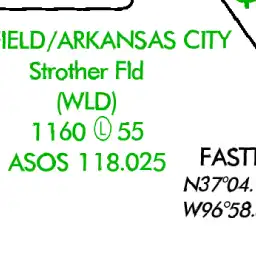 IELD/ARKANSAS CITY
Strother Fld
(WLD)
1160 Ⓛ 55
ASOS 118.025
FAST
N37°04.
W96°58.